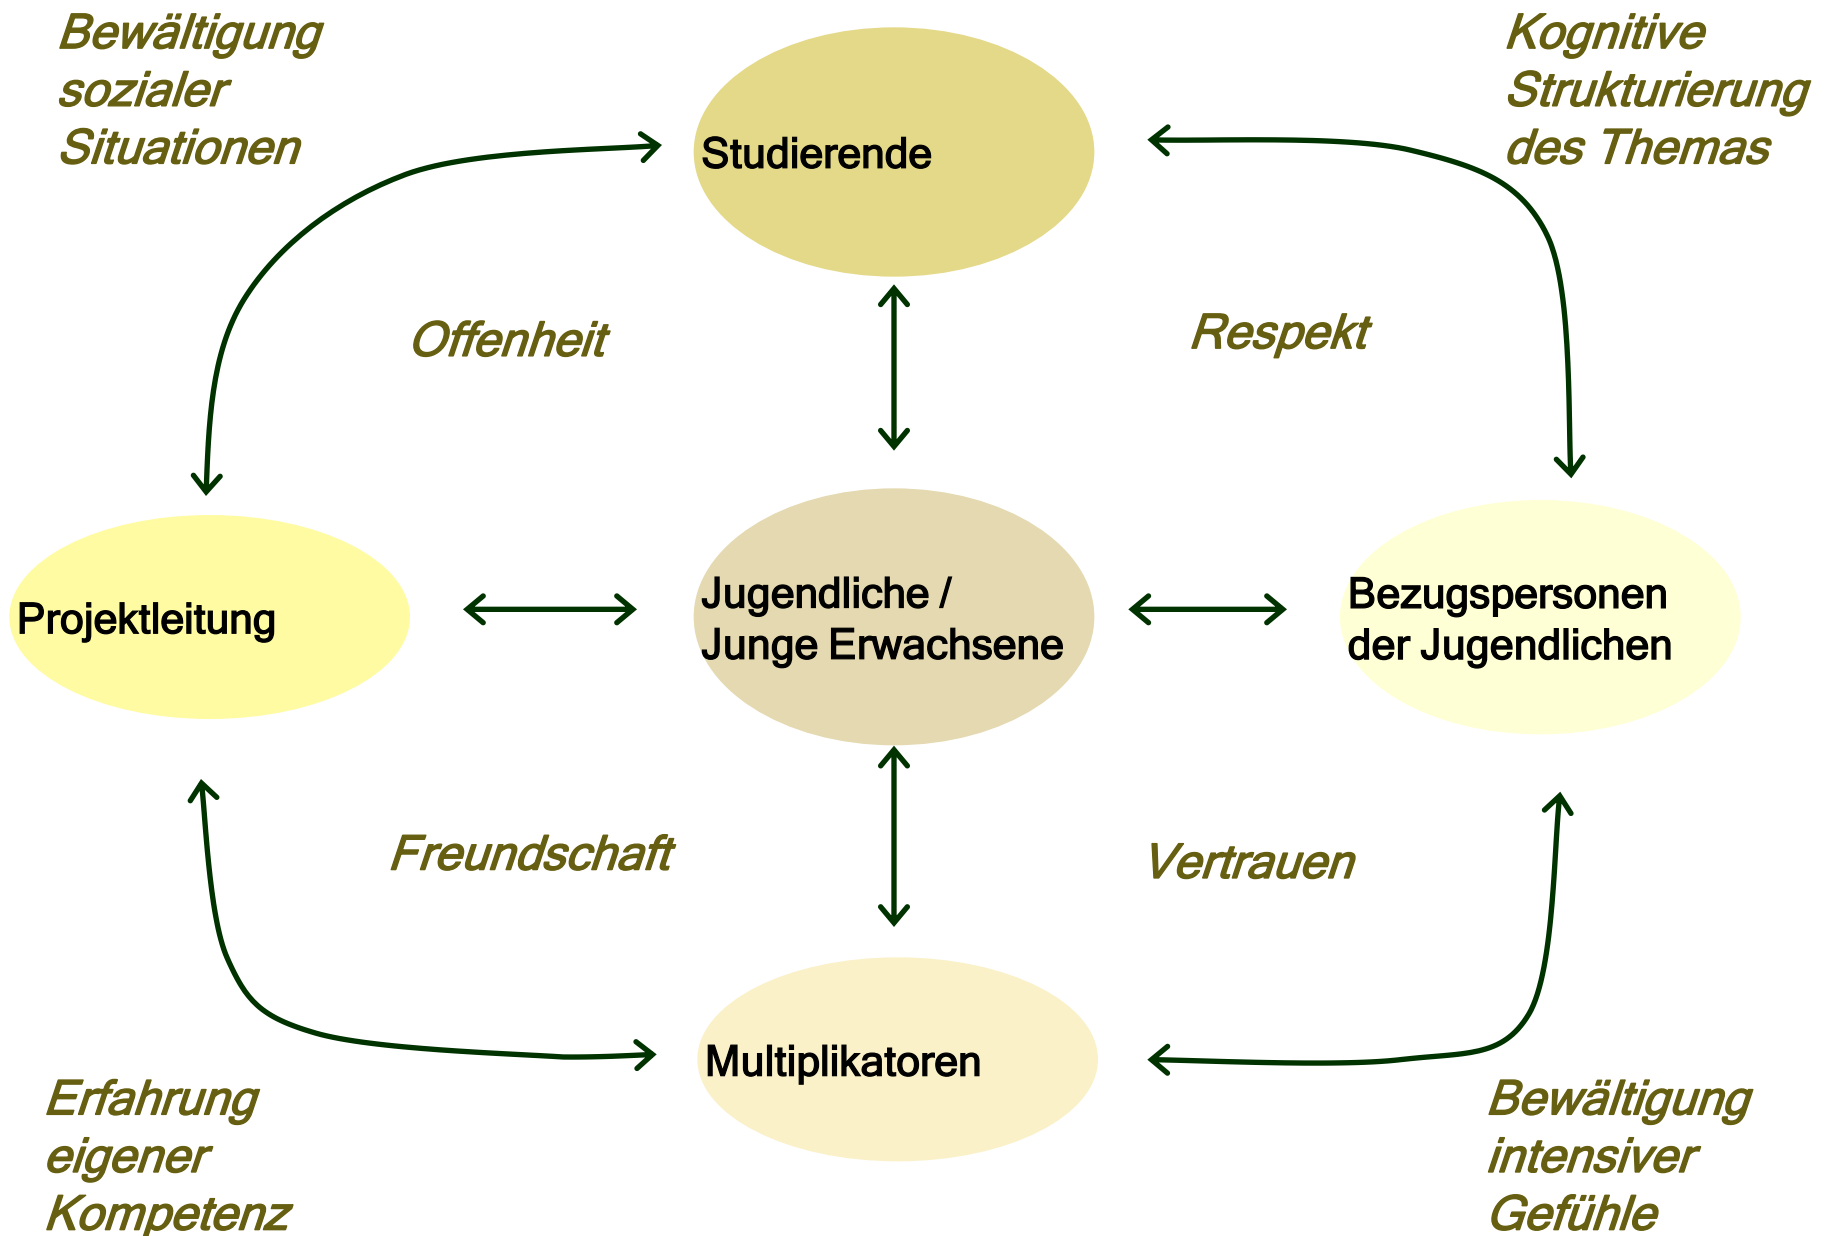 Bewältigung
sozialer
Situationen
Kognitive
Strukturierung
des Themas
Studierende
Offenheit
Respekt
Projektleitung
Jugendliche /
Junge Erwachsene
Bezugspersonen
der Jugendlichen
Freundschaft
Vertrauen
Multiplikatoren
Erfahrung
eigener
Kompetenz
Bewältigung
intensiver
Gefühle